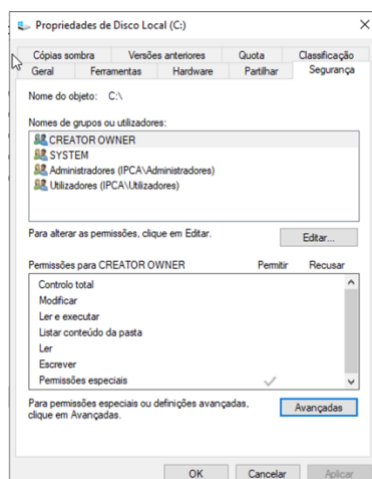 Propriedades de Disco Local (C:)
Cópias sombra Versões anteriores Quota Classificação
Geral Ferramentas Hardware Partilhar Segurança
Nome do objeto: C:\
Nomes de grupos ou utilizadores:
CREATOR OWNER
SYSTEM
Administradores (IPCA\Administradores)
Utilizadores (IPCA\Utilizadores)
Para alterar as permissões, clique em Editar.
Editar...
Permissões para CREATOR OWNER Permitir Recusar
Controlo total
Modificar
Ler e executar
Listar conteúdo da pasta
Ler
Escrever
Permissões especiais
Para permissões especiais ou definições avançadas,
clique em Avançadas.
Avançadas
OK Cancelar Aplicar